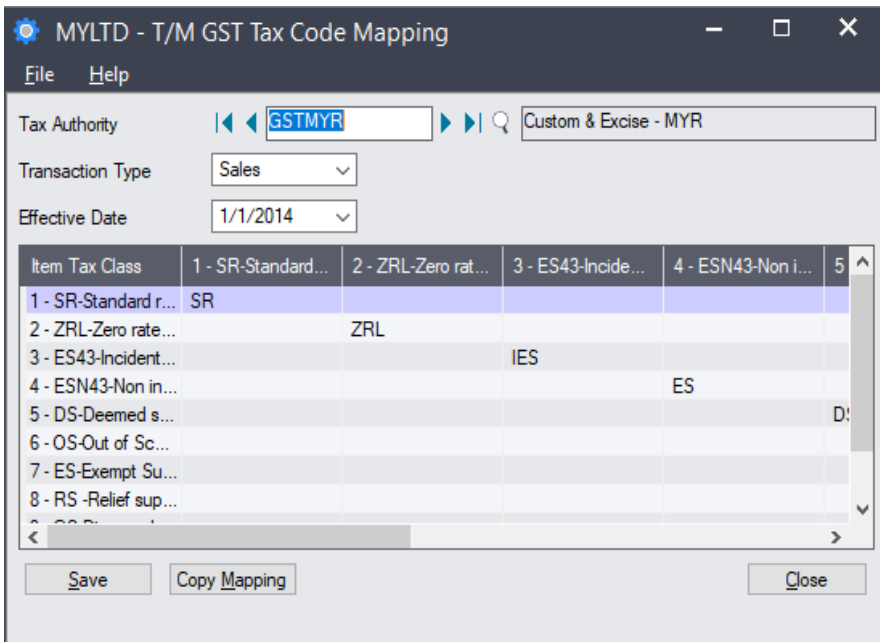 MYLTD - T/M GST Tax Code Mapping
File Help
Tax Authority GSTMYR Custom & Excise - MYR
Transaction Type Sales
Effective Date 1/1/2014
Item Tax Class 1 - SR-Standard... 2 - ZRL-Zero rat... 3 - ES43-Incide... 4 - ESN43-Non i... 5
1 - SR-Standard r... SR
2 - ZRL-Zero rate... ZRL
3 - ES43-Incident... IES
4 - ESN43-Non in... ES
5 - DS-Deemed s...
6 - OS-Out of Sc...
7 - ES-Exempt Su...
8 - RS -Relief sup...
Save Copy Mapping Close